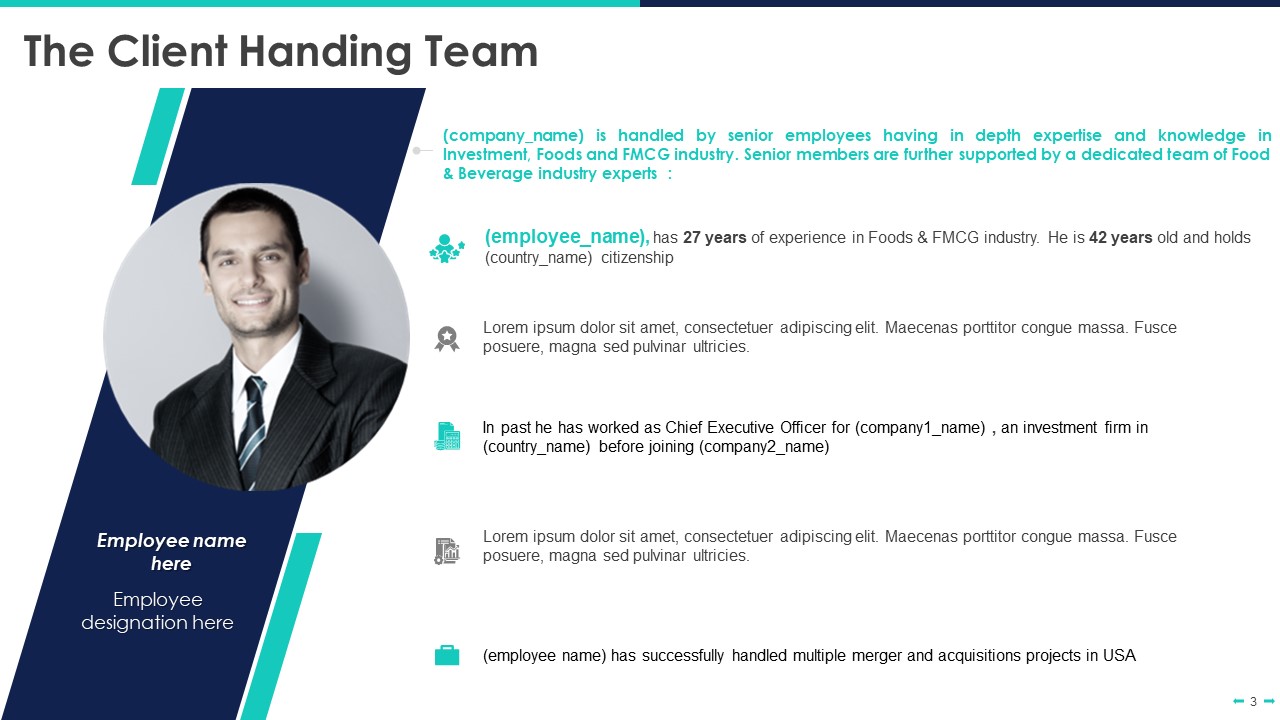 The Client Handing Team
(company_name) is handled by senior employees having in depth expertise and knowledge in
Investment, Foods and FMCG industry. Senior members are further supported by a dedicated team of Food
& Beverage industry experts :
(employee_name), has 27 years of experience in Foods & FMCG industry. He is 42 years old and holds
(country_name) citizenship
Lorem ipsum dolor sit amet, consectetuer adipiscing elit. Maecenas porttitor congue massa. Fusce
posuere, magna sed pulvinar ultricies.
In past he has worked as Chief Executive Officer for (company1_name) , an investment firm in
(country_name) before joining (company2_name)
Lorem ipsum dolor sit amet, consectetuer adipiscing elit. Maecenas porttitor congue massa. Fusce
posuere, magna sed pulvinar ultricies.
(employee name) has successfully handled multiple merger and acquisitions projects in USA
Employee name
here
Employee
designation here
3